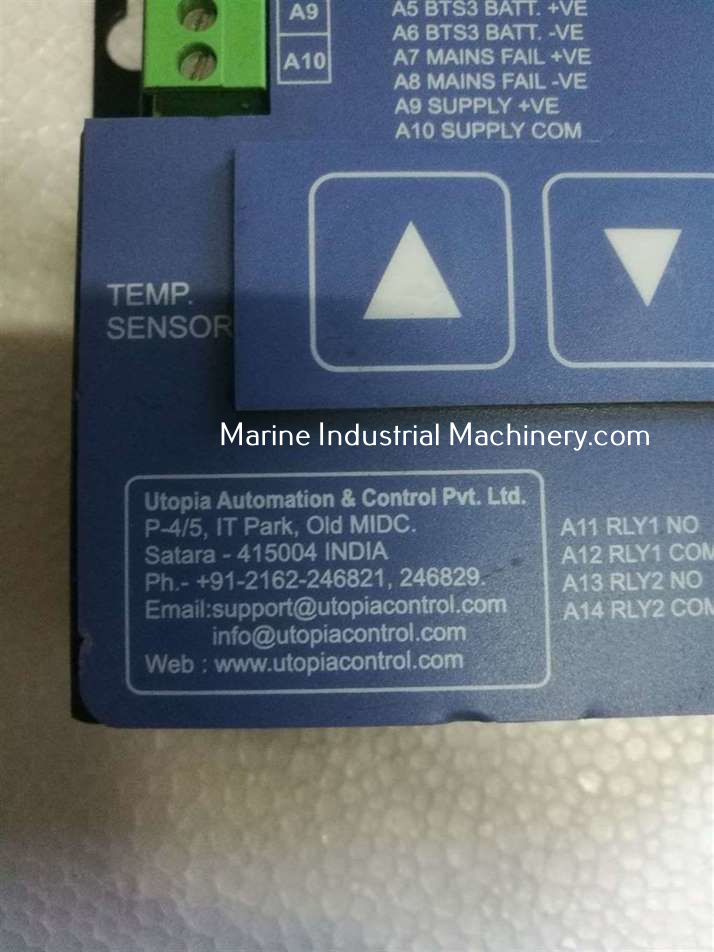 A9
A10
A5 BTS3 BATT. +VE
A6 BTS3 BATT. -VE
A7 MAINS FAIL +VE
A8 MAINS FAIL -VE
A9 SUPPLY +VE
A10 SUPPLY COM
TEMP.
SENSOR
Marine Industrial Machinery.com
Utopia Automation & Control Pvt. Ltd.
P-4/5, IT Park, Old MIDC.
Satara - 415004 INDIA
Ph.- +91-2162-246821, 246829.
Email:support@utopiacontrol.com
info@utopiacontrol.com
Web : www.utopiacontrol.com
A11 RLY1 NO
A12 RLY1 COM
A13 RLY2 NO
A14 RLY2 COM